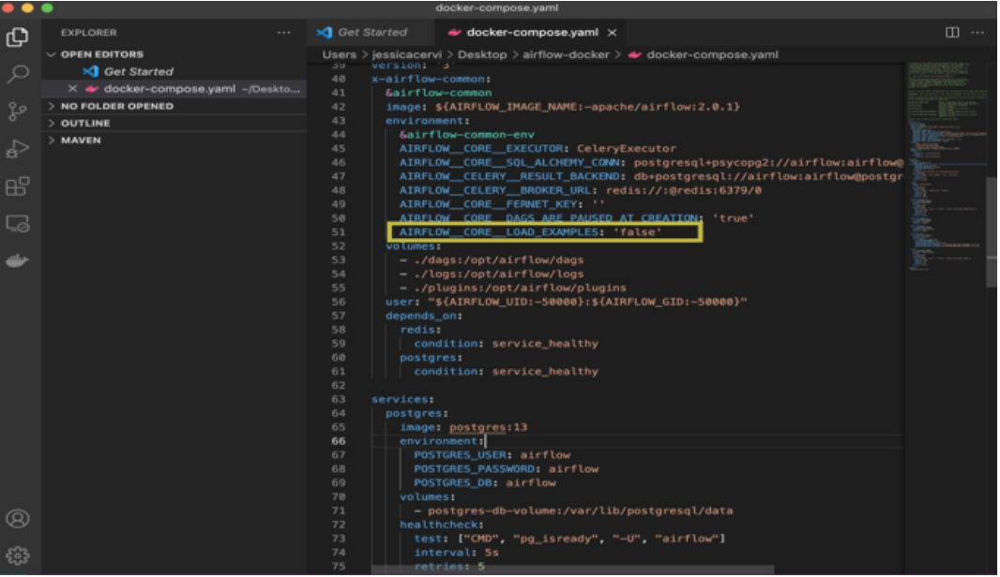 docker-compose.yaml
EXPLORER
OPEN EDITORS
Get Started
docker-compose.yaml ~/Deskto...
NO FOLDER OPENED
OUTLINE
MAVEN
Get Started
docker-compose.yaml
Users > jessicacervi > Desktop > airflow-docker > docker-compose.yaml
39 version: '3'
40 x-airflow-common:
41 &airflow-common
42 image: ${AIRFLOW_IMAGE_NAME:-apache/airflow:2.0.1}
43 environment:
44 &airflow-common-env
45 AIRFLOW__CORE__EXECUTOR: CeleryExecutor
46 AIRFLOW__CORE__SQL_ALCHEMY_CONN: postgresql+psycopg2://airflow:airflow@
47 AIRFLOW__CELERY__RESULT_BACKEND: db+postgresql://airflow:airflow@postgr
48 AIRFLOW__CELERY__BROKER_URL: redis://:@redis:6379/0
49 AIRFLOW__CORE__FERNET_KEY: ''
50 AIRFLOW__CORE__DAGS_ARE_PAUSED_AT_CREATION: 'true'
51 AIRFLOW__CORE__LOAD_EXAMPLES: 'false'
52 volumes:
53 - ./dags:/opt/airflow/dags
54 - ./logs:/opt/airflow/logs
55 - ./plugins:/opt/airflow/plugins
56 user: "${AIRFLOW_UID:-50000}:${AIRFLOW_GID:-50000}"
57 depends_on:
58 redis:
59 condition: service_healthy
60 postgres:
61 condition: service_healthy
62
63 services:
64 postgres:
65 image: postgres:13
66 environment:
67 POSTGRES_USER: airflow
68 POSTGRES_PASSWORD: airflow
69 POSTGRES_DB: airflow
70 volumes:
71 - postgres-db-volume:/var/lib/postgresql/data
72 healthcheck:
73 test: ["CMD", "pg_isready", "-U", "airflow"]
74 interval: 5s
75 retries: 5